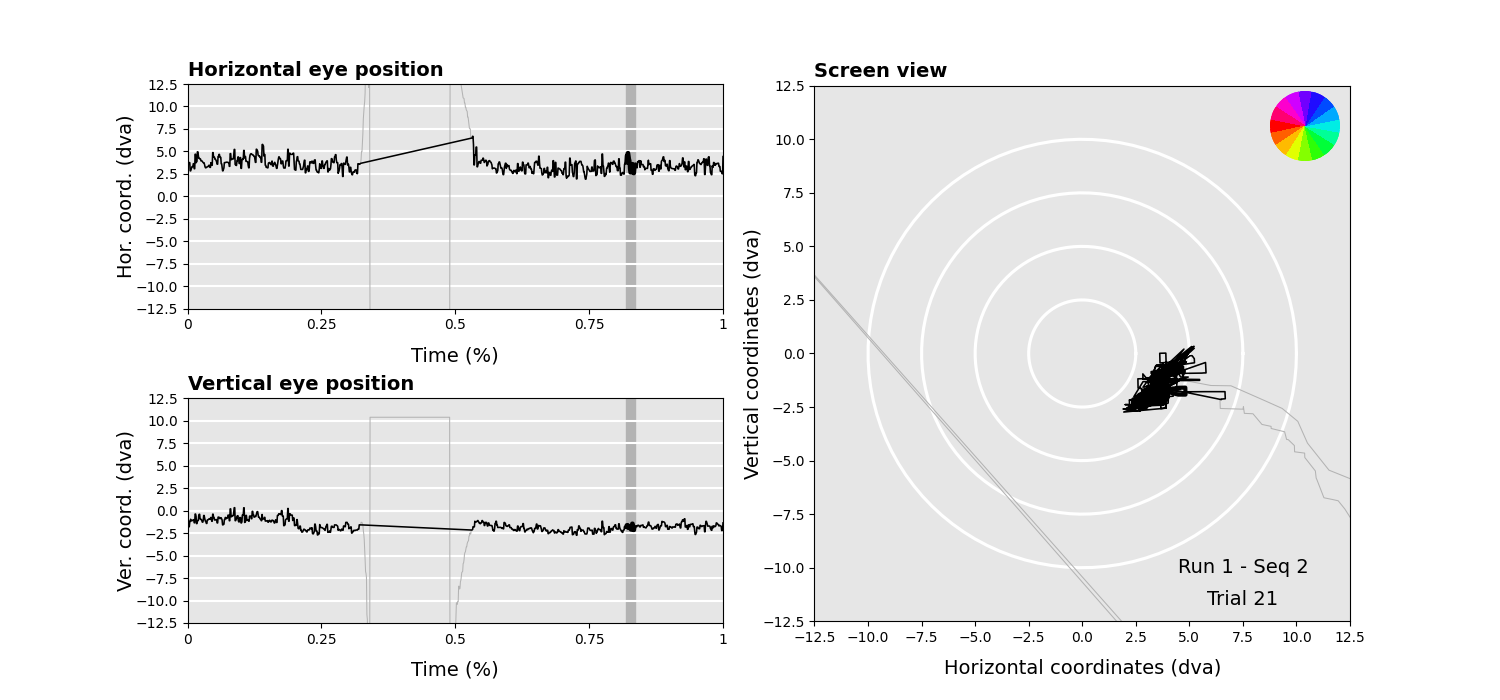 Horizontal eye position
12.5
10.0
7.5
5.0
2.5
0.0
−2.5
−5.0
−7.5
−10.0
−12.5
Hor. coord. (dva)
0 0.25 0.5 0.75 1
Time (%)
Vertical eye position
12.5
10.0
7.5
5.0
2.5
0.0
−2.5
−5.0
−7.5
−10.0
−12.5
Ver. coord. (dva)
0 0.25 0.5 0.75 1
Time (%)
Screen view
12.5
10.0
7.5
5.0
2.5
0.0
−2.5
−5.0
−7.5
−10.0
−12.5
Vertical coordinates (dva)
Run 1 - Seq 2
Trial 21
−12.5 −10.0 −7.5 −5.0 −2.5 0.0 2.5 5.0 7.5 10.0 12.5
Horizontal coordinates (dva)